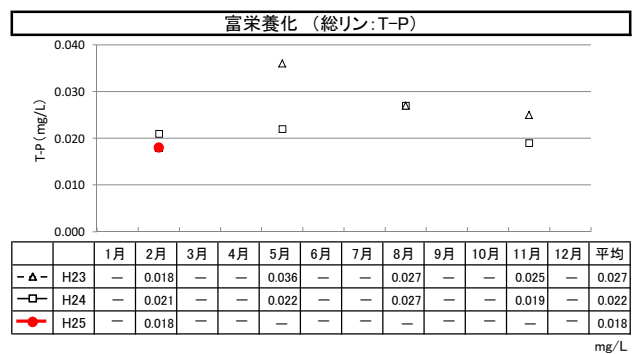 富栄養化 （総リン：T-P）
0.040
0.030
0.020
0.010
0.000
T-P（mg/L）
1月 2月 3月 4月 5月 6月 7月 8月 9月 10月 11月 12月 平均
H23 — 0.018 — — 0.036 — — 0.027 — — 0.025 — 0.027
H24 — 0.021 — — 0.022 — — 0.027 — — 0.019 — 0.022
H25 — 0.018 — — — — — — — — — — 0.018
mg/L